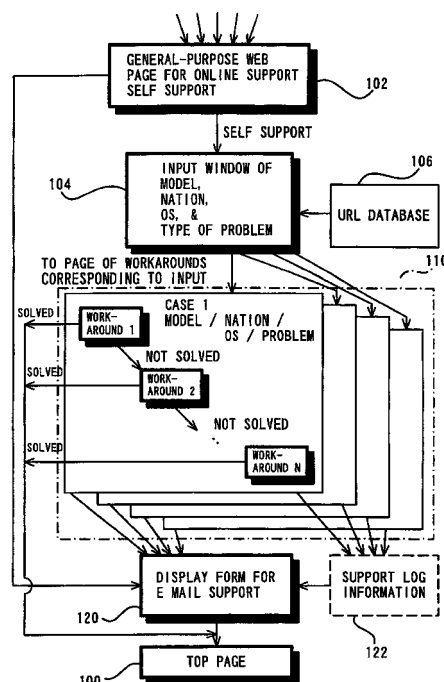 GENERAL-PURPOSE WEB
PAGE FOR ONLINE SUPPORT
SELF SUPPORT
102
SELF SUPPORT
104
INPUT WINDOW OF
MODEL,
NATION,
OS, &
TYPE OF PROBLEM
106
URL DATABASE
TO PAGE OF WORKAROUNDS
CORRESPONDING TO INPUT
110
CASE 1
MODEL / NATION /
OS / PROBLEM
SOLVED
WORK-
AROUND 1
NOT SOLVED
SOLVED
WORK-
AROUND 2
NOT SOLVED
SOLVED
WORK-
AROUND N
DISPLAY FORM FOR
E MAIL SUPPORT
120
SUPPORT LOG
INFORMATION
122
TOP PAGE
100